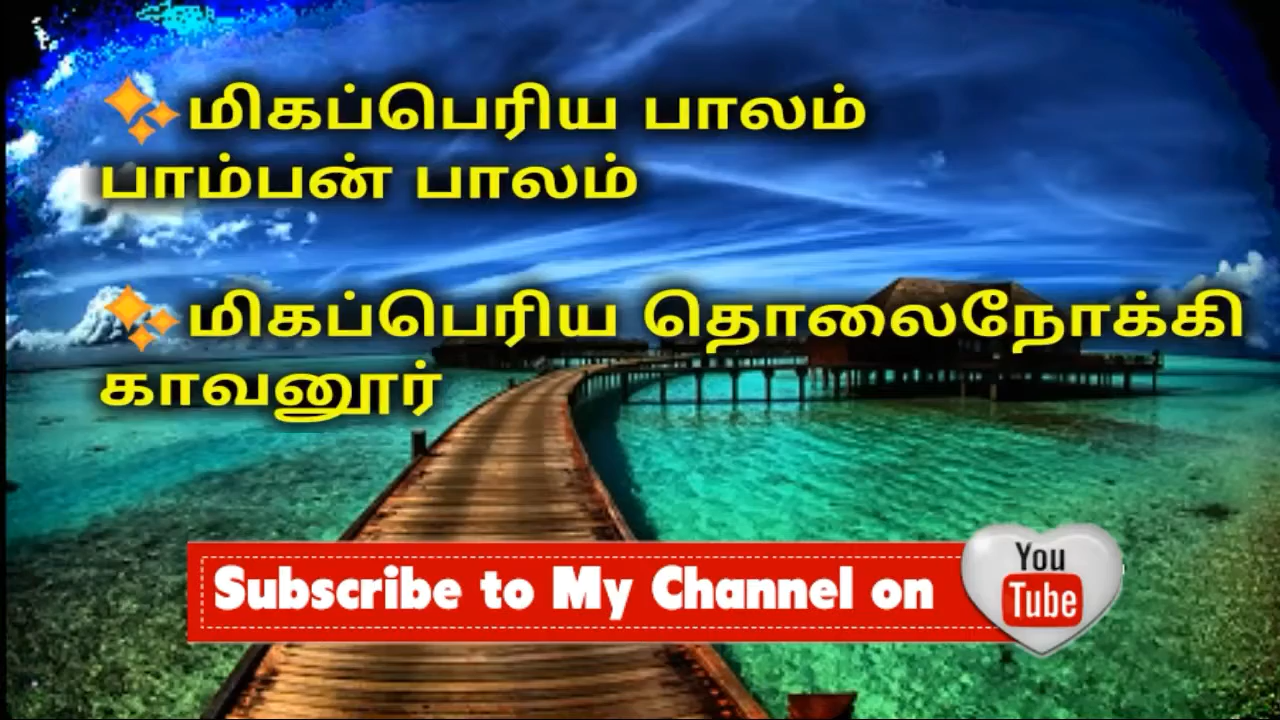 ✨மிகப்பெரிய பாலம்
பாம்பன் பாலம்
✨மிகப்பெரிய தொலைநோக்கி
காவனூர்
Subscribe to My Channel on
You
Tube